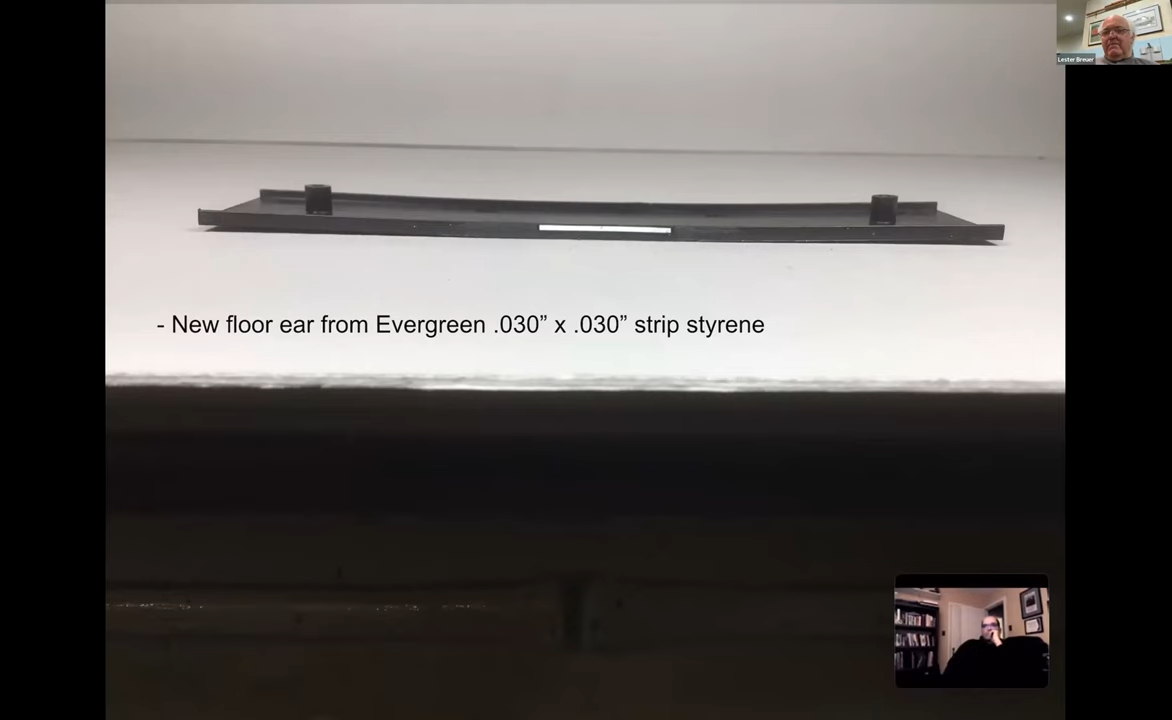 Lester Breuer
- New floor ear from Evergreen .030” x .030” strip styrene